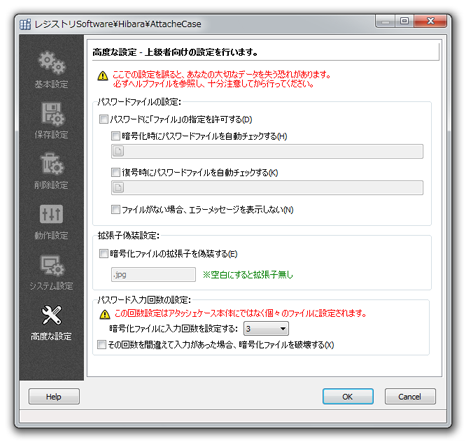 レジストリSoftware¥Hibara¥AttacheCase
基本設定
保存設定
削除設定
動作設定
システム設定
高度な設定
高度な設定 - 上級者向けの設定を行います。
ここでの設定を誤ると、あなたの大切なデータを失う恐れがあります。
必ずヘルプファイルを参照し、十分注意してから行ってください。
パスワードファイルの設定:
パスワードに「ファイル」の指定を許可する(O)
暗号化時にパスワードファイルを自動チェックする(H)
復号時にパスワードファイルを自動チェックする(K)
ファイルがない場合、エラーメッセージを表示しない(N)
拡張子偽装設定:
暗号化ファイルの拡張子を偽装する(E)
.jpg
※空白にすると拡張子無し
パスワード入力回数の設定:
この回数設定はアタッシェケース本体にではなく個々のファイルに設定されます。
暗号化ファイルに入力回数を設定する:
3
その回数を間違えて入力があった場合、暗号化ファイルを破壊する(X)
Help
OK
Cancel